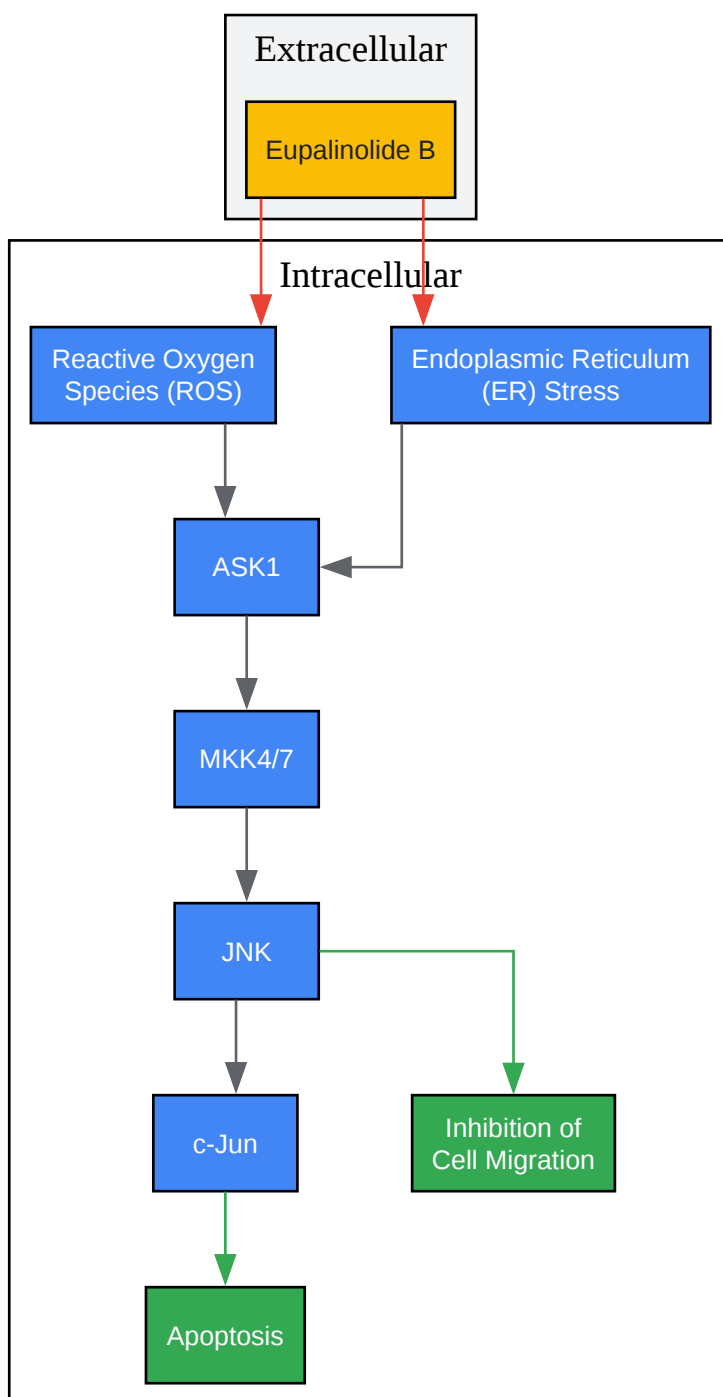 Extracellular
Eupalinolide B
Intracellular
Reactive Oxygen
Species (ROS)
Endoplasmic Reticulum
(ER) Stress
ASK1
MKK4/7
JNK
c-Jun
Inhibition of
Cell Migration
Apoptosis